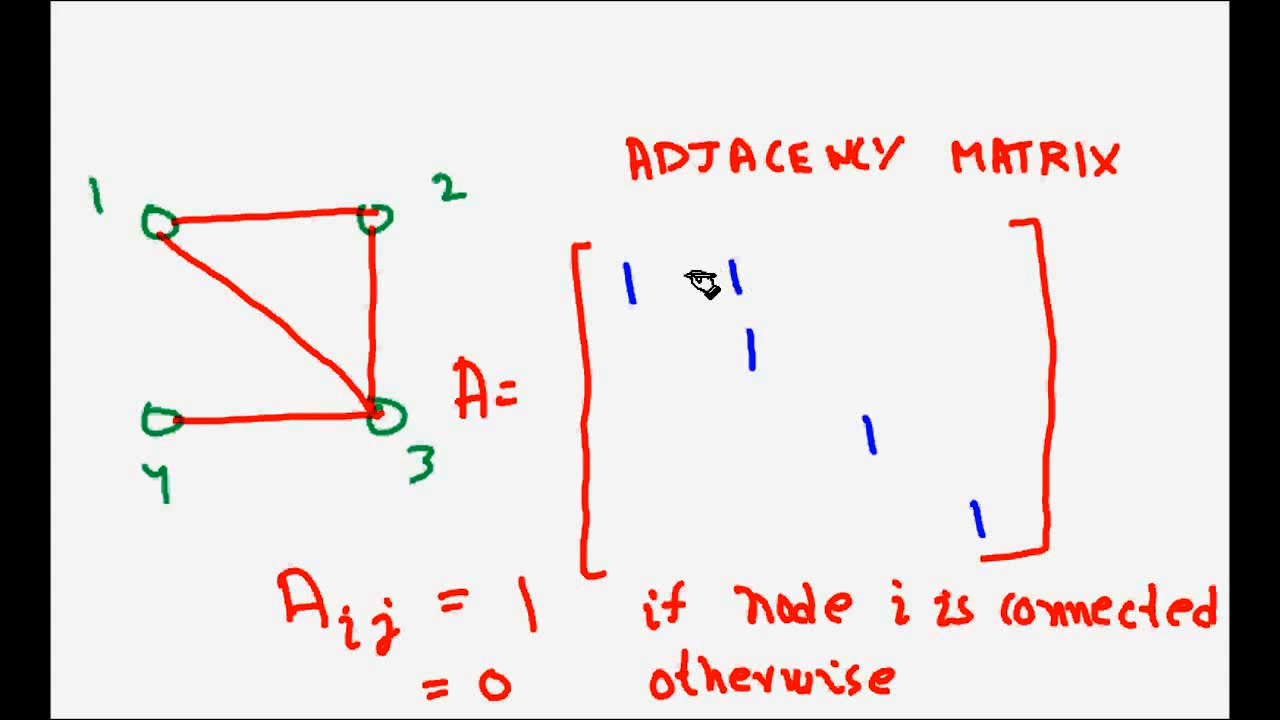 ADJACENCY MATRIX
1 2
1 1
1
A=
1
4 3
1
Aij = 1 if node i is connected
= 0 otherwise